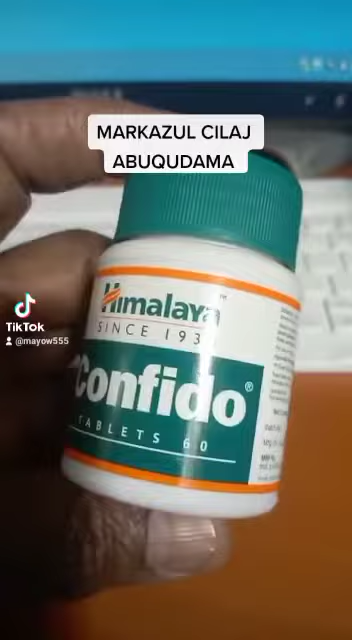 MARKAZUL CILAJ
ABUQUDAMA
Himalaya
SINCE 193
Confido®
TABLETS 60
TikTok
@mayow555